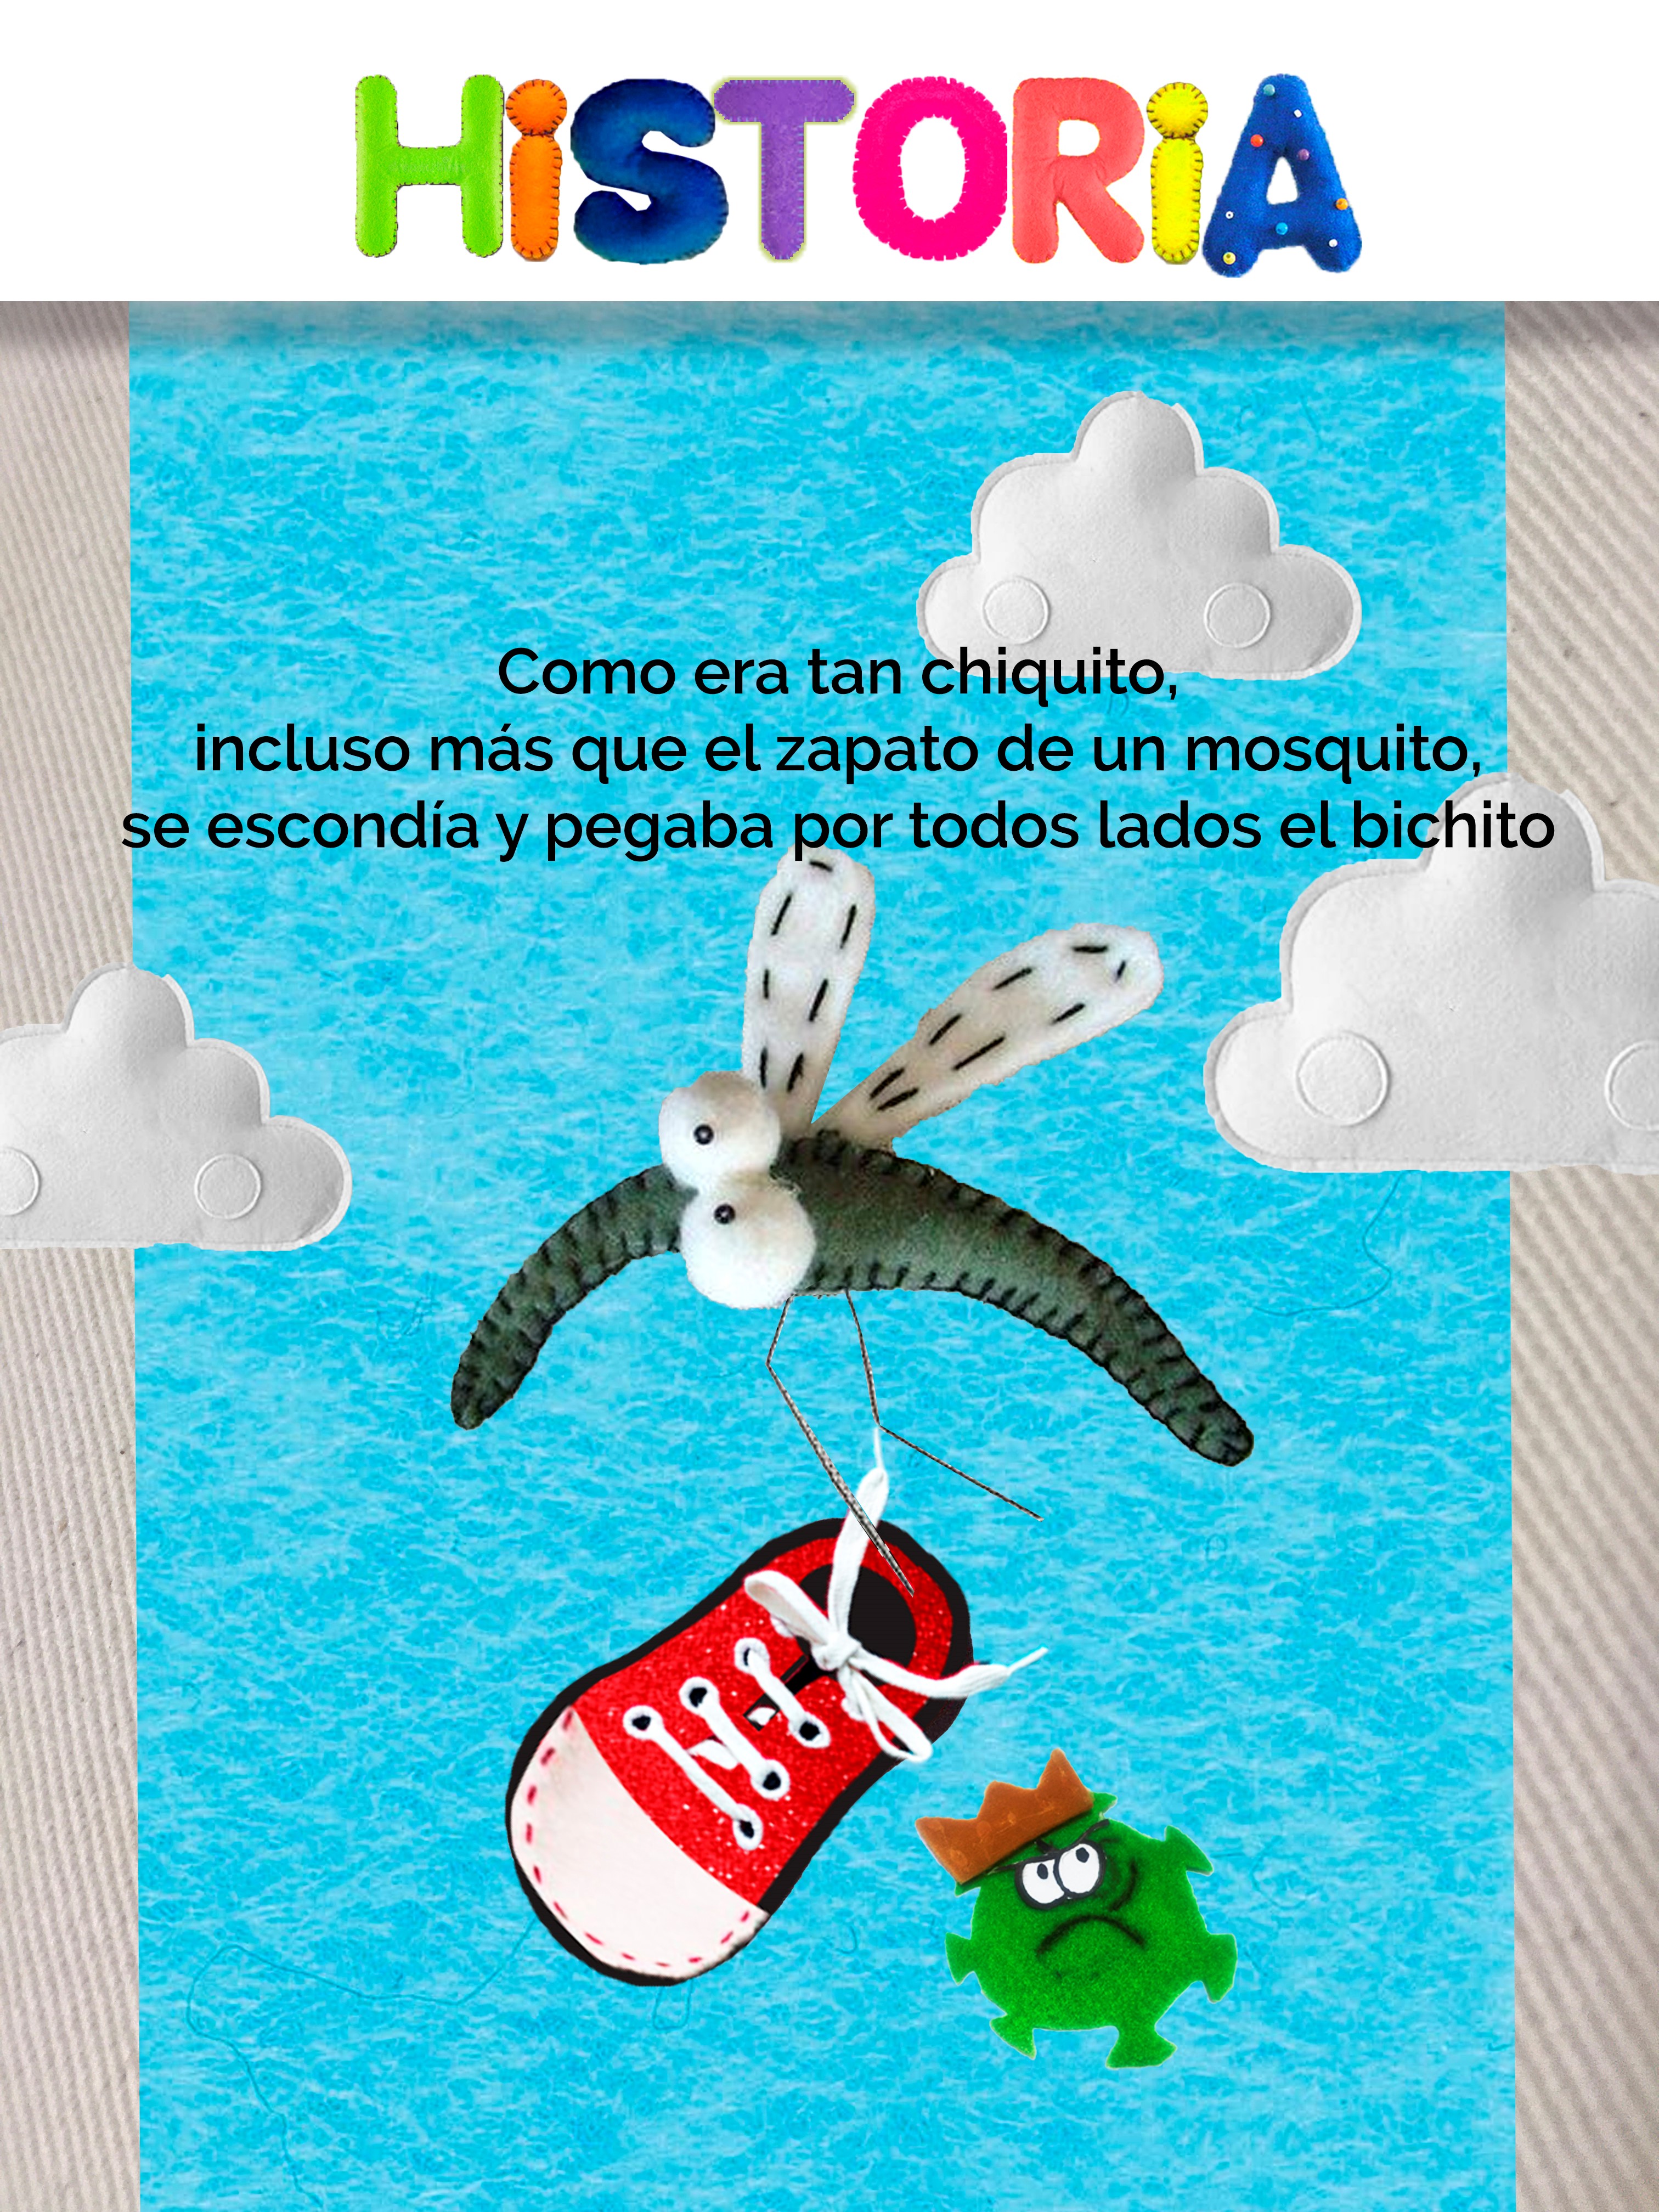 HiSTORiA
Como era tan chiquito,
incluso más que el zapato de un mosquito,
se escondía y pegaba por todos lados el bichito